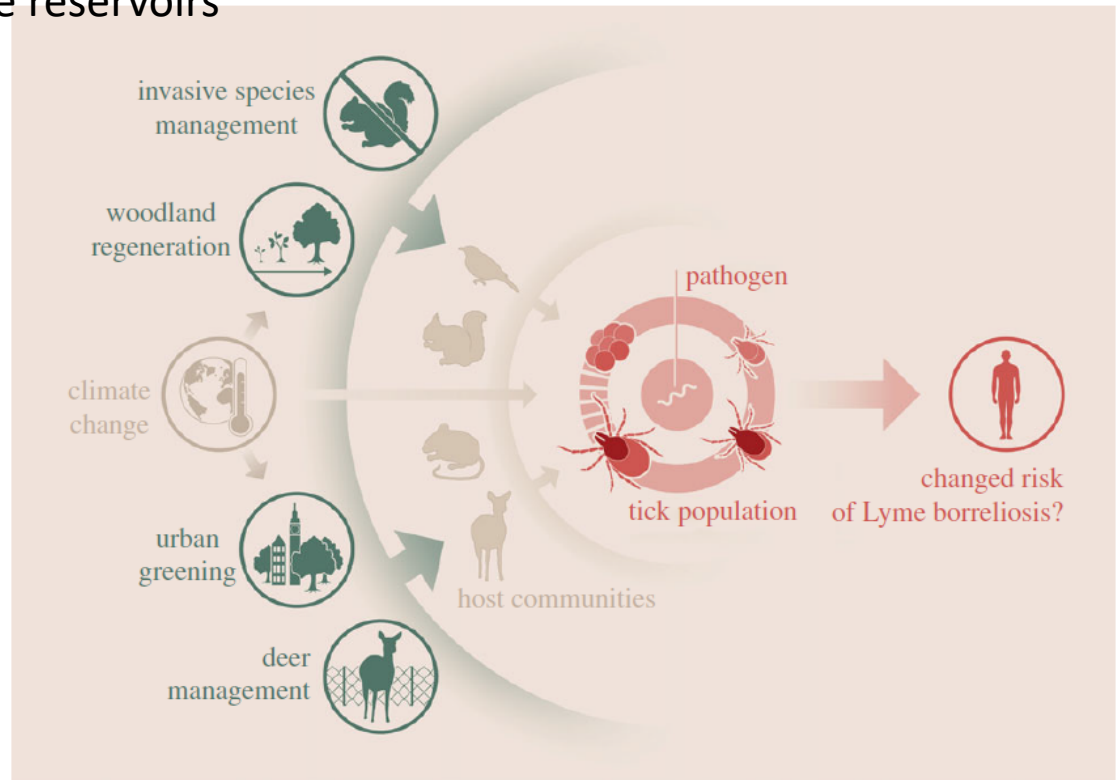 e reservoirs
invasive species
management
woodland
regeneration
climate
change
urban
greening
deer
management
host communities
pathogen
tick population
changed risk
of Lyme borreliosis?